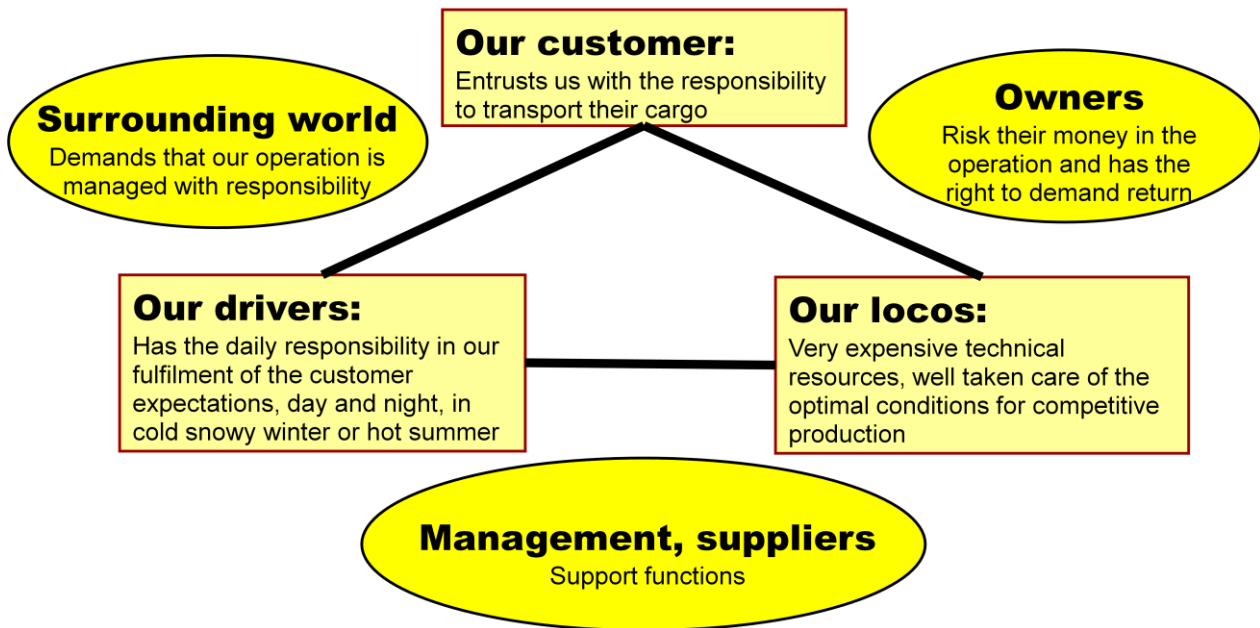 Our customer:
Entrusts us with the responsibility
to transport their cargo
Surrounding world
Demands that our operation is
managed with responsibility
Owners
Risk their money in the
operation and has the
right to demand return
Our drivers:
Has the daily responsibility in our
fulfilment of the customer
expectations, day and night, in
cold snowy winter or hot summer
Our locos:
Very expensive technical
resources, well taken care of the
optimal conditions for competitive
production
Management, suppliers
Support functions